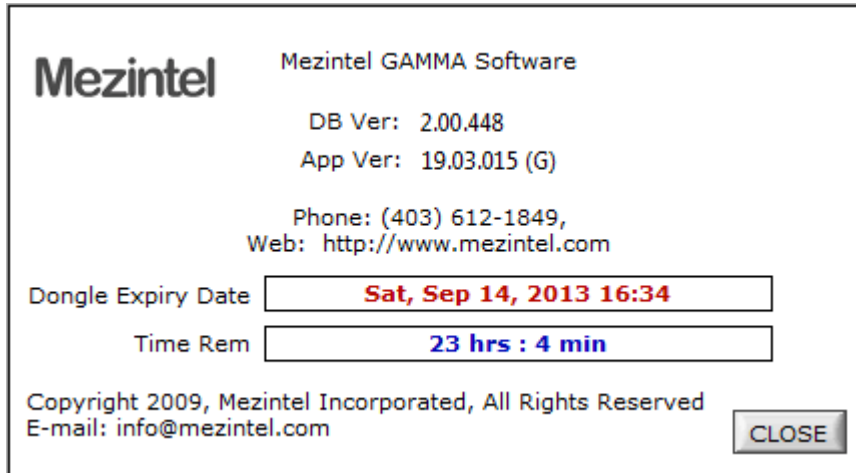 Mezintel
Mezintel GAMMA Software
DB Ver: 2.00.448
App Ver: 19.03.015 (G)
Phone: (403) 612-1849,
Web: http://www.mezintel.com
Dongle Expiry Date Sat, Sep 14, 2013 16:34
Time Rem 23 hrs : 4 min
Copyright 2009, Mezintel Incorporated, All Rights Reserved
E-mail: info@mezintel.com
CLOSE